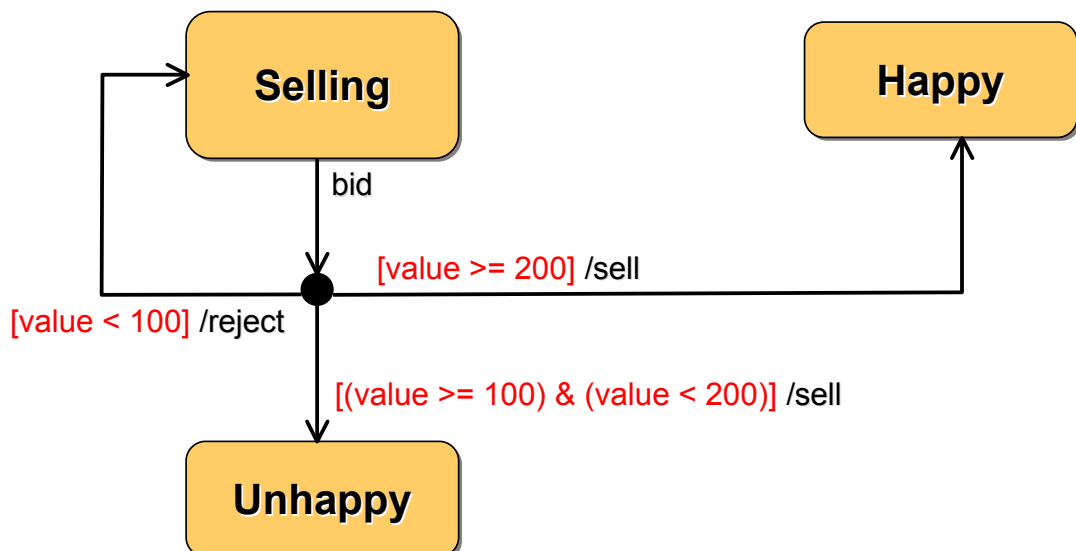 Selling
Happy
bid
[value >= 200] /sell
[value < 100] /reject
[(value >= 100) & (value < 200)] /sell
Unhappy